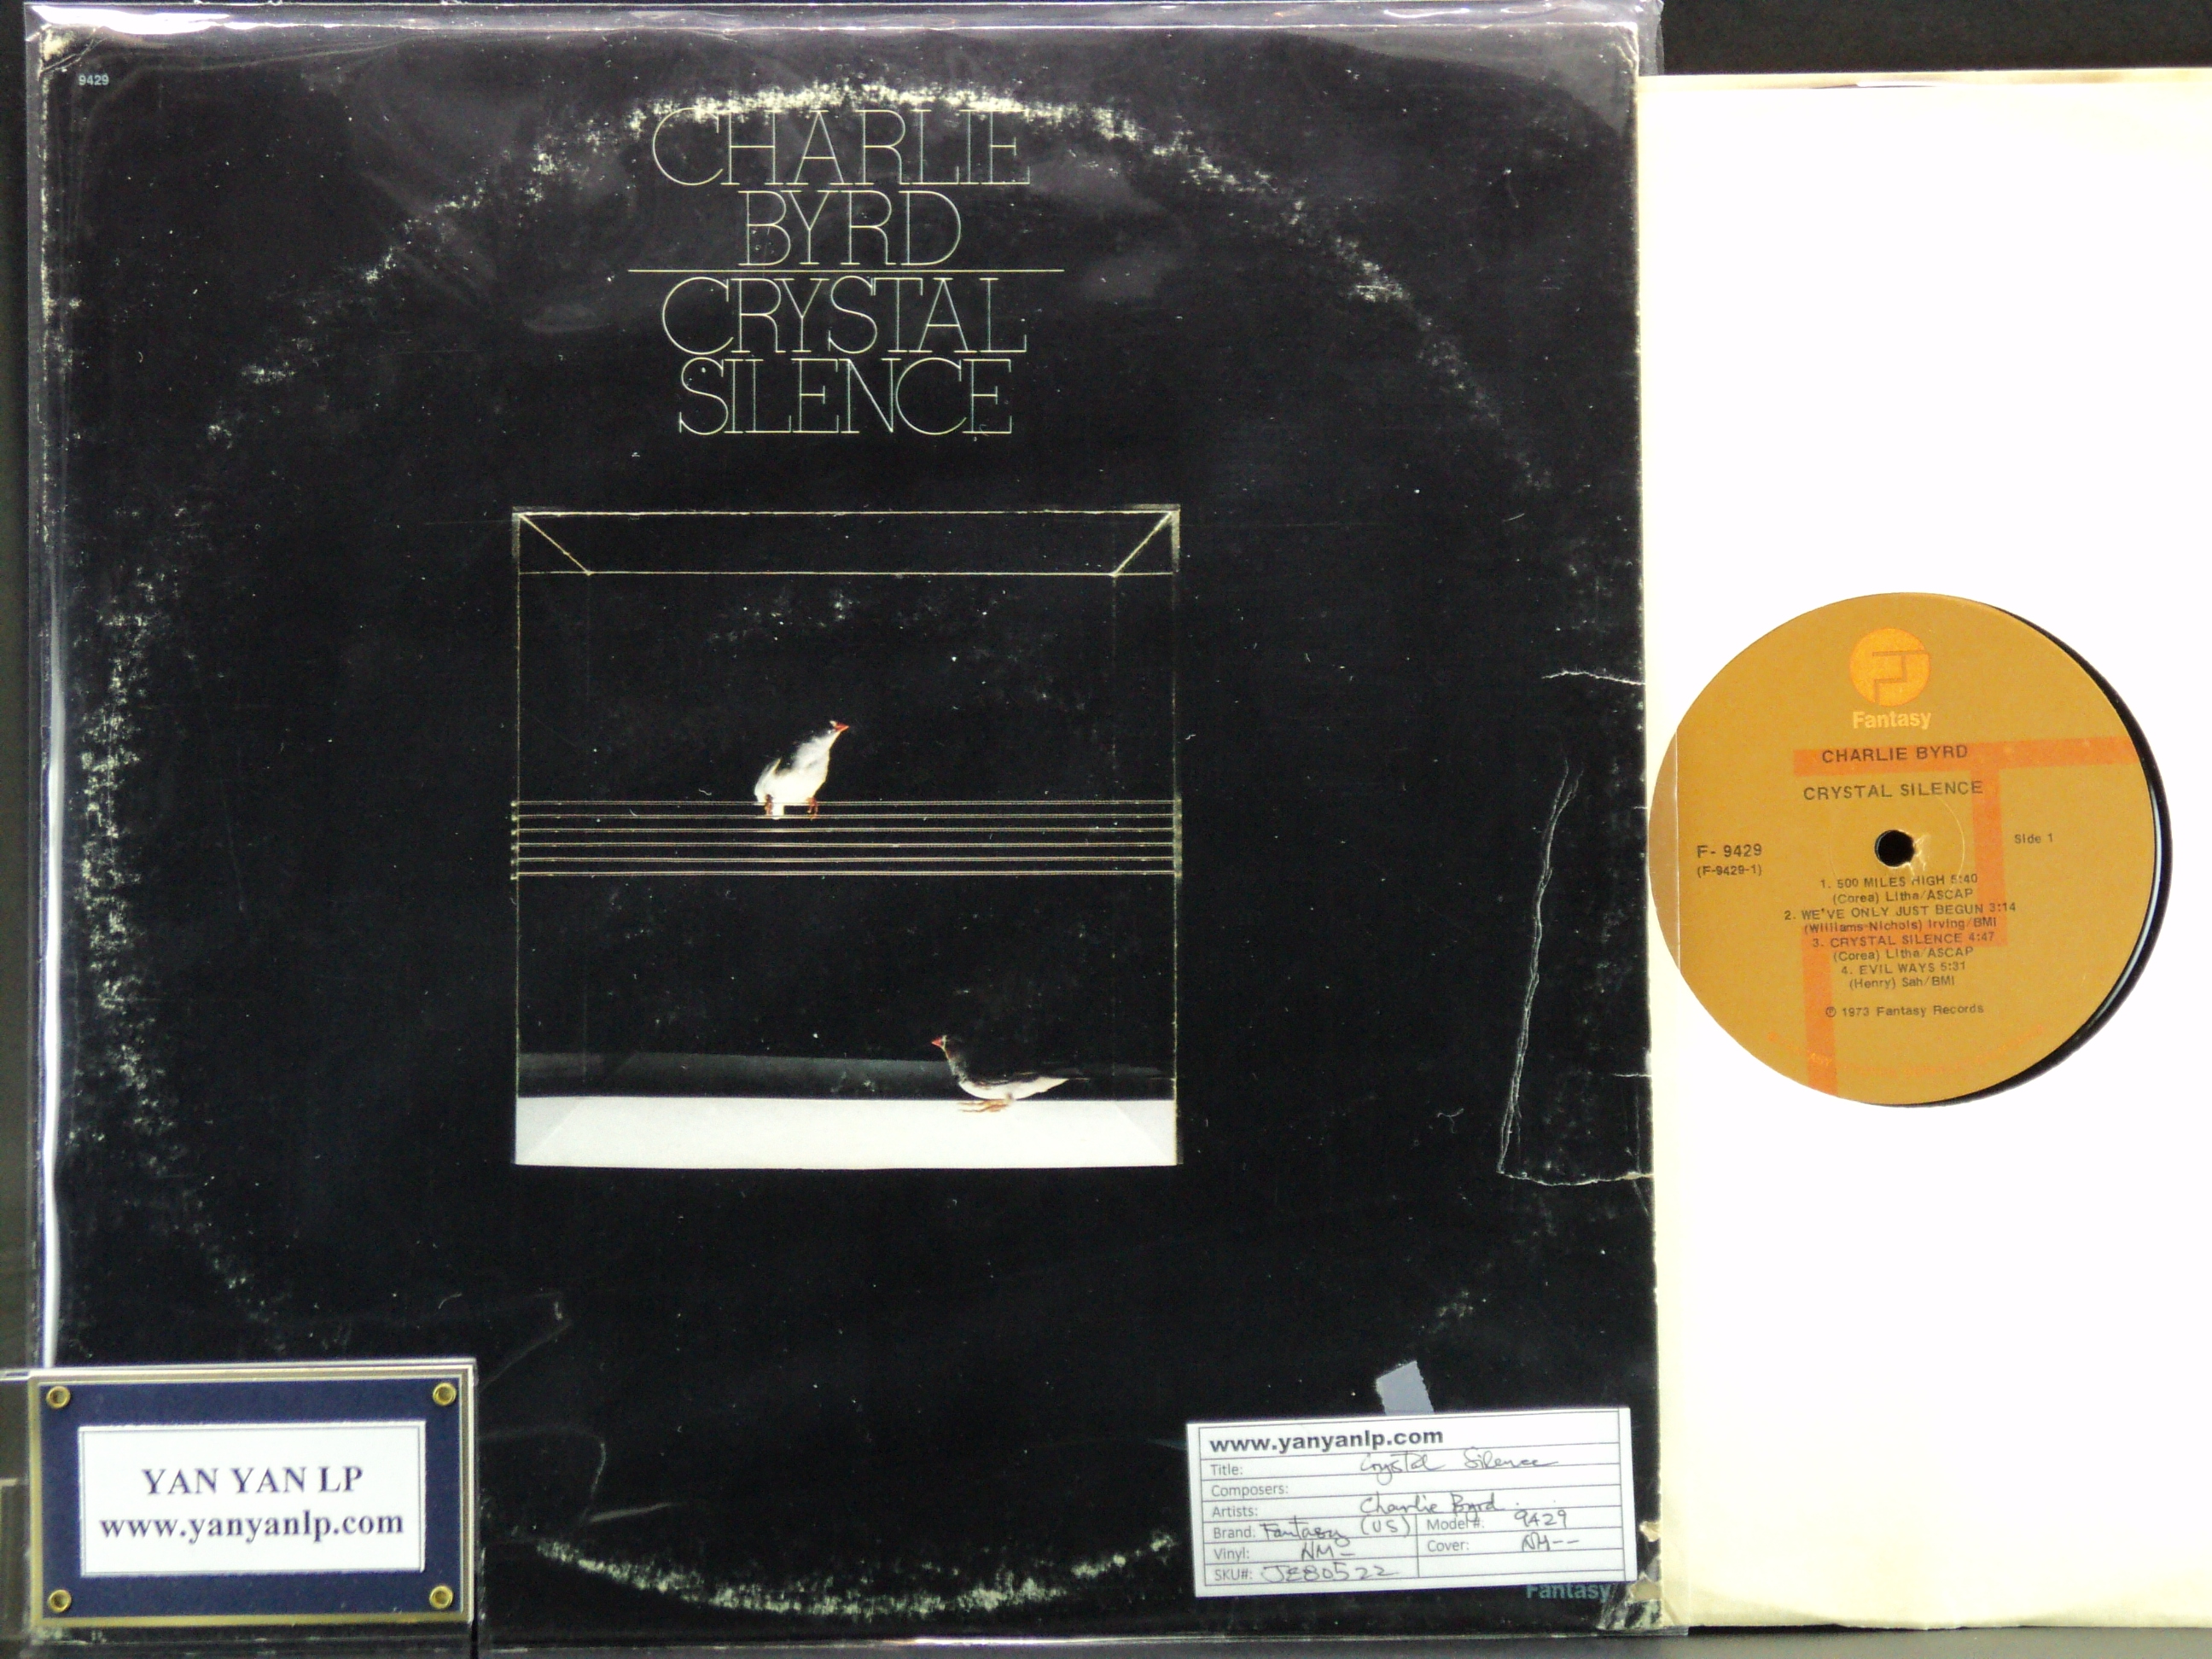 9429
CHARLIE
BYRD
CRYSTAL
SILENCE
Fantasy
CHARLIE BYRD
CRYSTAL SILENCE
Side 1
F- 9429
(F-9429-1)
1. 500 MILES HIGH 5:40
(Corea) Litha/ASCAP
2. WE'VE ONLY JUST BEGUN 3:14
(Williams-Nichols) Irving/BMI
3. CRYSTAL SILENCE 4:47
(Corea) Litha/ASCAP
4. EVIL WAYS 5:31
(Henry) Sah/BMI
℗ 1973 Fantasy Records
YAN YAN LP
www.yanyanlp.com
www.yanyanlp.com
Title: Crystal Silence
Composers:
Artists: Charlie Byrd
Brand: Fantasy (US) Model#: 9429
Vinyl: NM- Cover: NM--
SKU#: JE80522
Fantasy